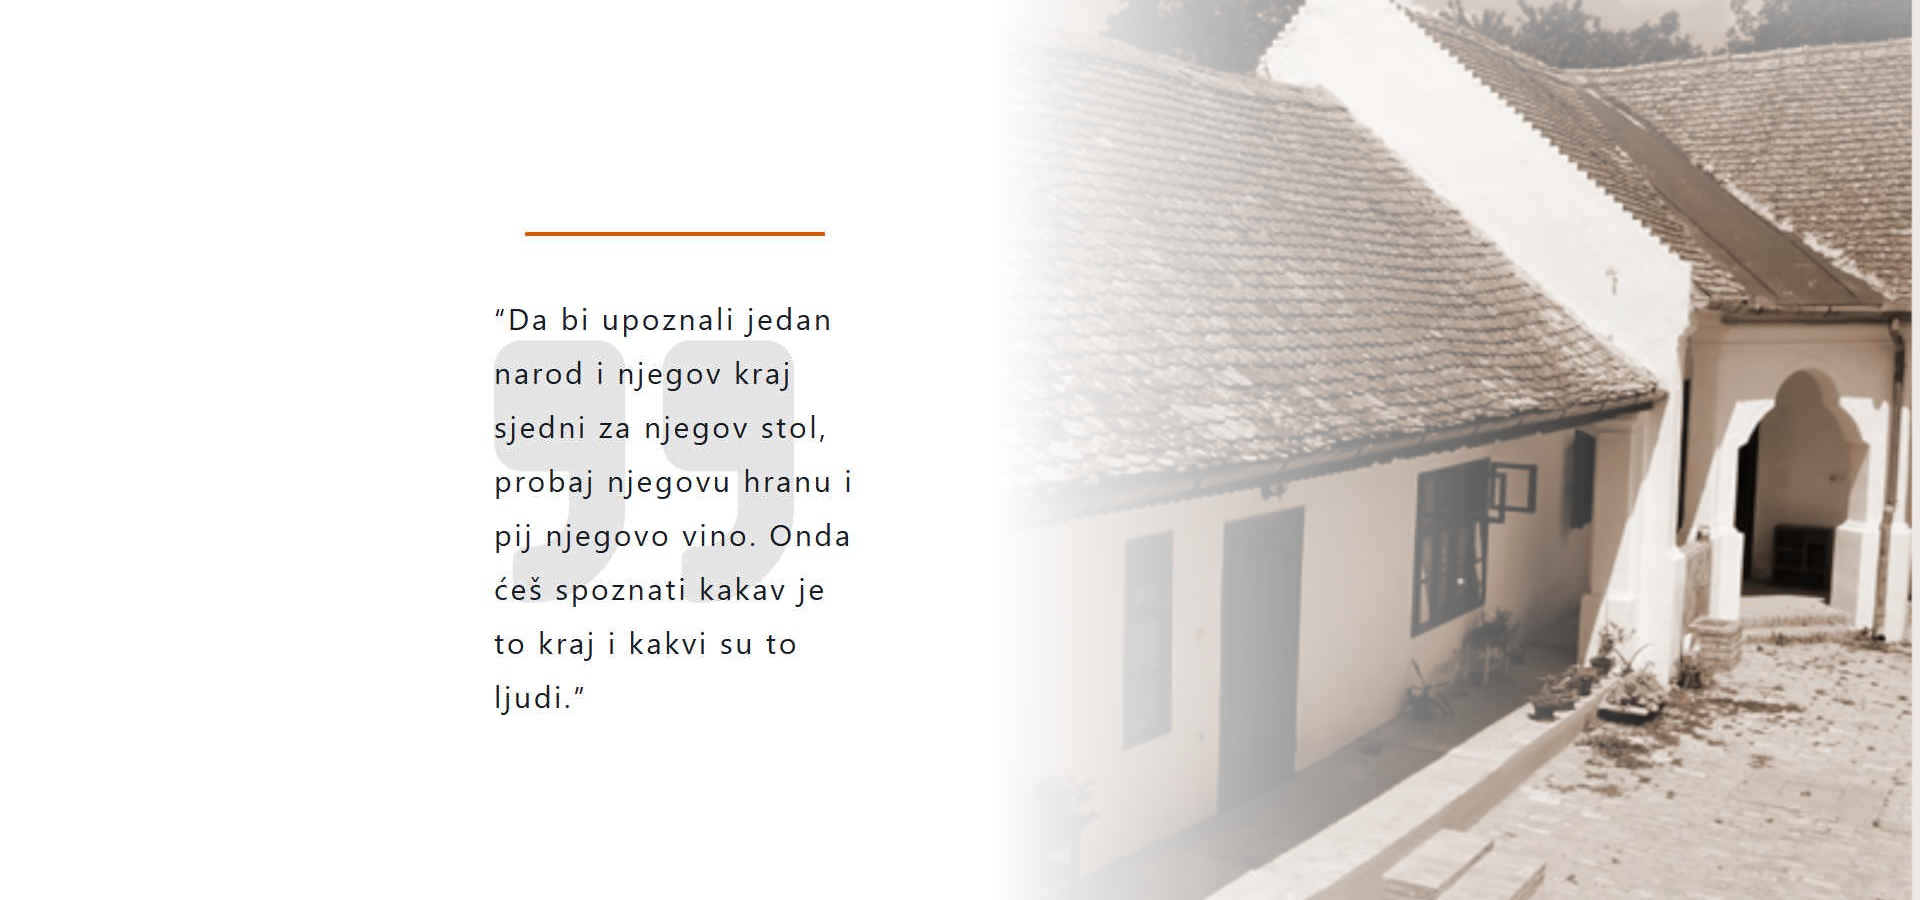 “Da bi upoznali jedan
narod i njegov kraj
sjedni za njegov stol,
probaj njegovu hranu i
pij njegovo vino. Onda
ćeš spoznati kakav je
to kraj i kakvi su to
ljudi.”